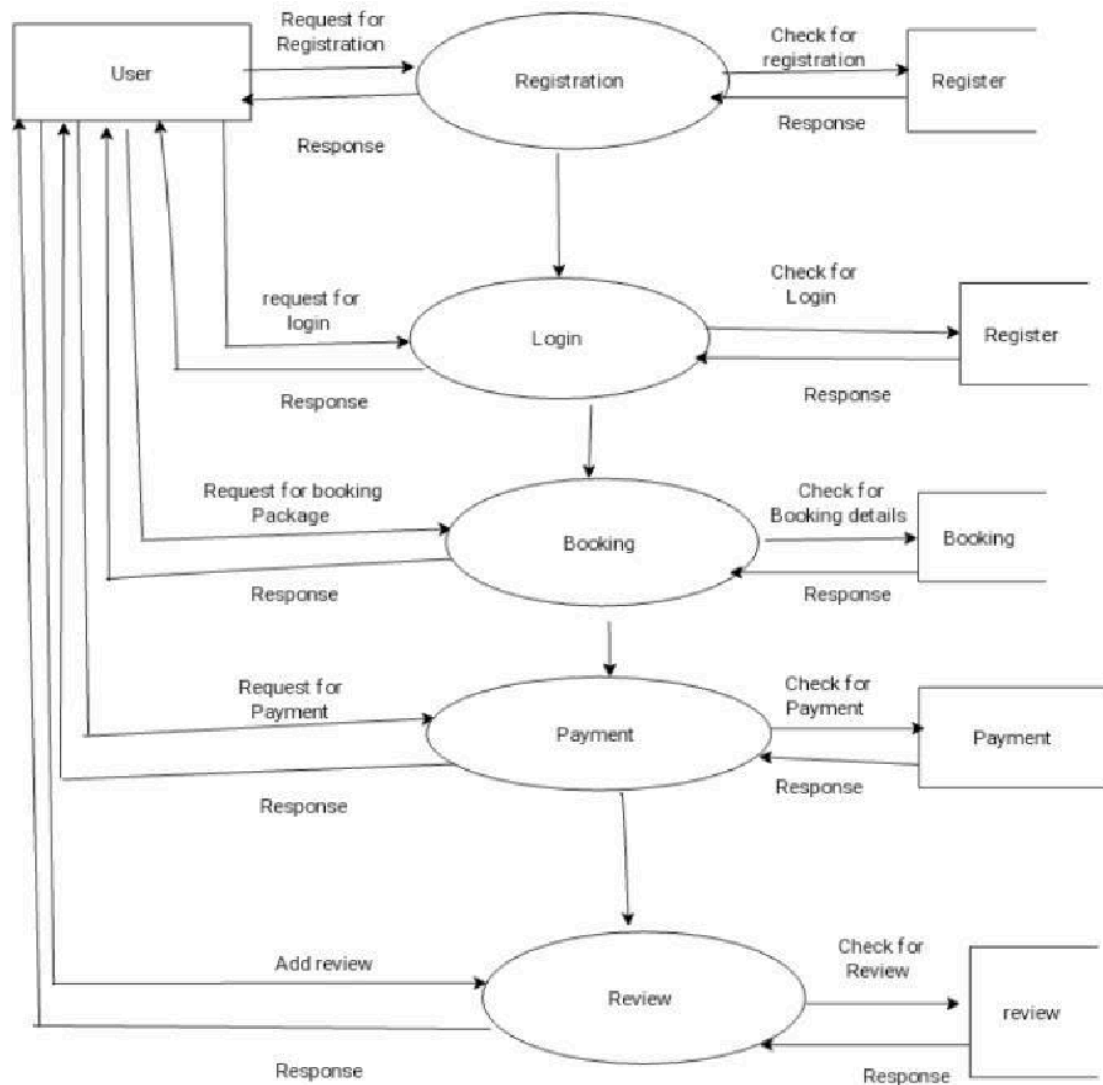 Request for
Registration
User
Registration
Check for
registration
Register
Response
Response
request for
login
Login
Check for
Login
Register
Response
Response
Request for booking
Package
Booking
Check for
Booking details
Booking
Response
Response
Request for
Payment
Payment
Check for
Payment
Payment
Response
Response
Add review
Review
Check for
Review
review
Response
Response